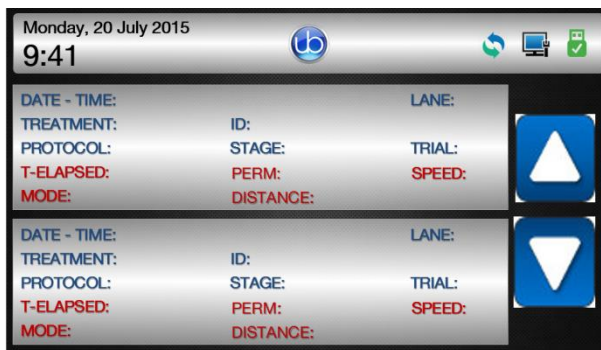 Monday, 20 July 2015
9:41
ub
DATE - TIME: LANE:
TREATMENT: ID:
PROTOCOL: STAGE: TRIAL:
T-ELAPSED: PERM: SPEED:
MODE: DISTANCE:
DATE - TIME: LANE:
TREATMENT: ID:
PROTOCOL: STAGE: TRIAL:
T-ELAPSED: PERM: SPEED:
MODE: DISTANCE: